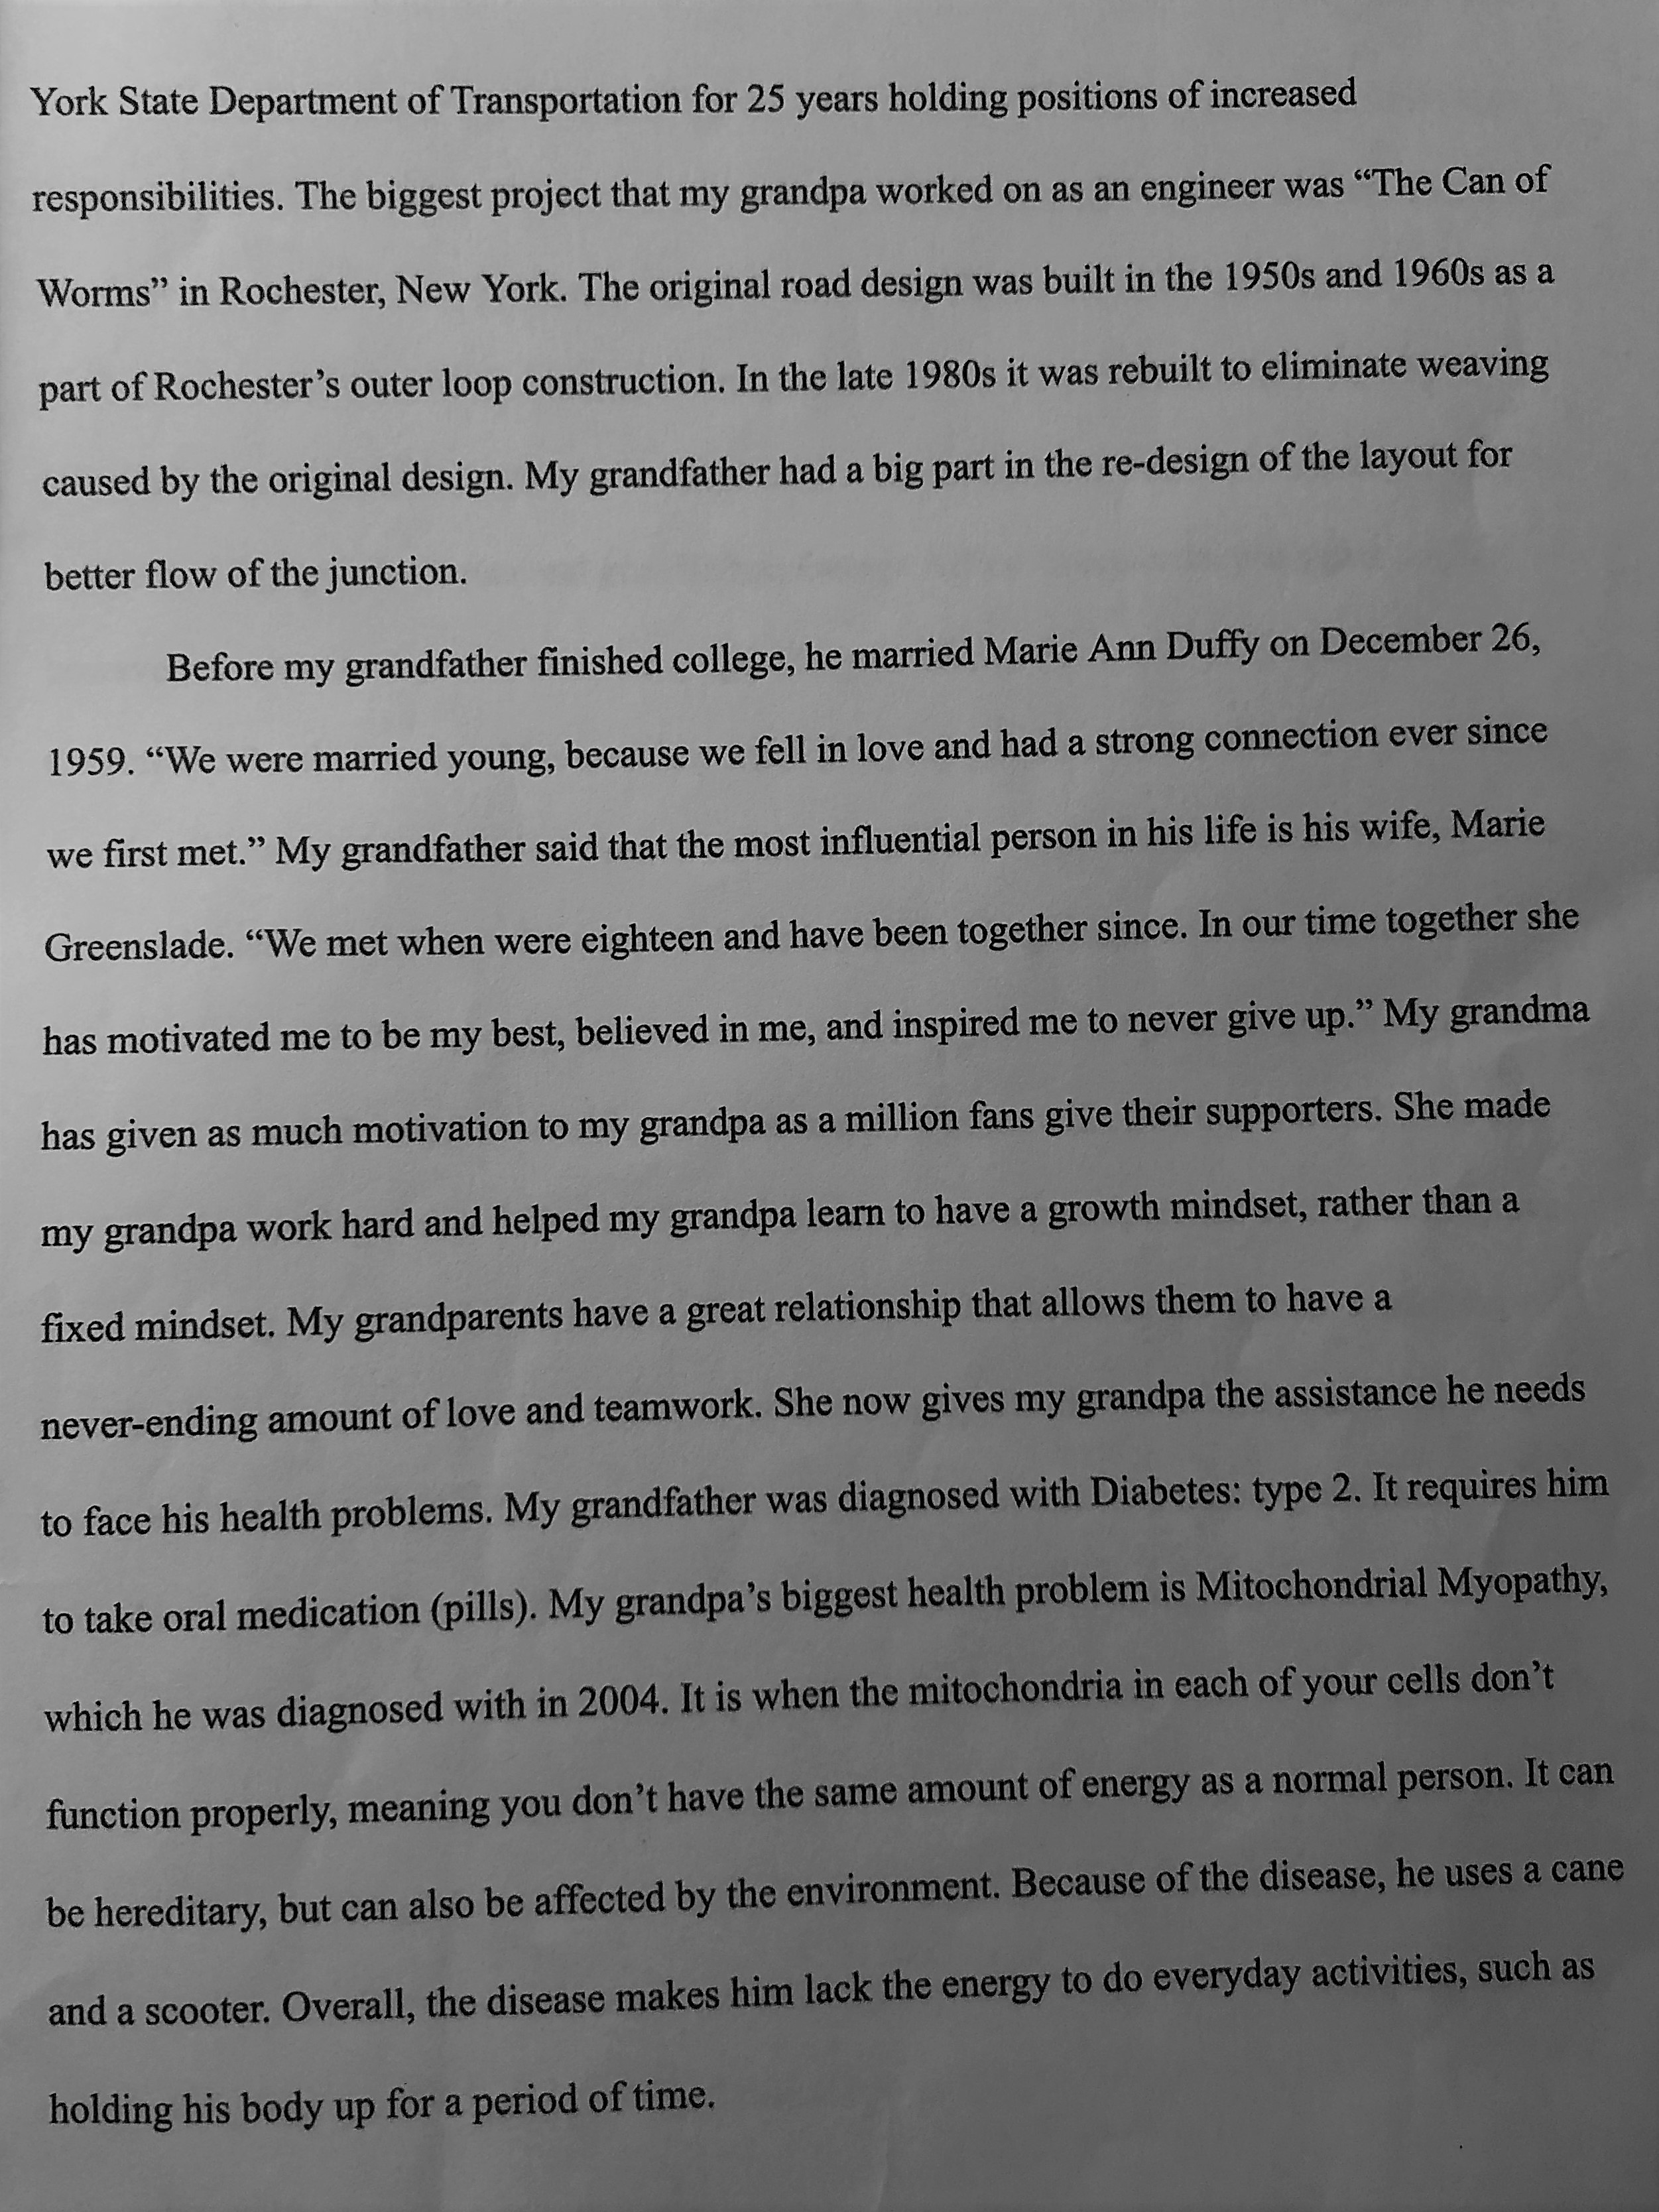 York State Department of Transportation for 25 years holding positions of increased
responsibilities. The biggest project that my grandpa worked on as an engineer was “The Can of
Worms” in Rochester, New York. The original road design was built in the 1950s and 1960s as a
part of Rochester’s outer loop construction. In the late 1980s it was rebuilt to eliminate weaving
caused by the original design. My grandfather had a big part in the re-design of the layout for
better flow of the junction.
Before my grandfather finished college, he married Marie Ann Duffy on December 26,
1959. “We were married young, because we fell in love and had a strong connection ever since
we first met.” My grandfather said that the most influential person in his life is his wife, Marie
Greenslade. “We met when were eighteen and have been together since. In our time together she
has motivated me to be my best, believed in me, and inspired me to never give up.” My grandma
has given as much motivation to my grandpa as a million fans give their supporters. She made
my grandpa work hard and helped my grandpa learn to have a growth mindset, rather than a
fixed mindset. My grandparents have a great relationship that allows them to have a
never-ending amount of love and teamwork. She now gives my grandpa the assistance he needs
to face his health problems. My grandfather was diagnosed with Diabetes: type 2. It requires him
to take oral medication (pills). My grandpa’s biggest health problem is Mitochondrial Myopathy,
which he was diagnosed with in 2004. It is when the mitochondria in each of your cells don’t
function properly, meaning you don’t have the same amount of energy as a normal person. It can
be hereditary, but can also be affected by the environment. Because of the disease, he uses a cane
and a scooter. Overall, the disease makes him lack the energy to do everyday activities, such as
holding his body up for a period of time.